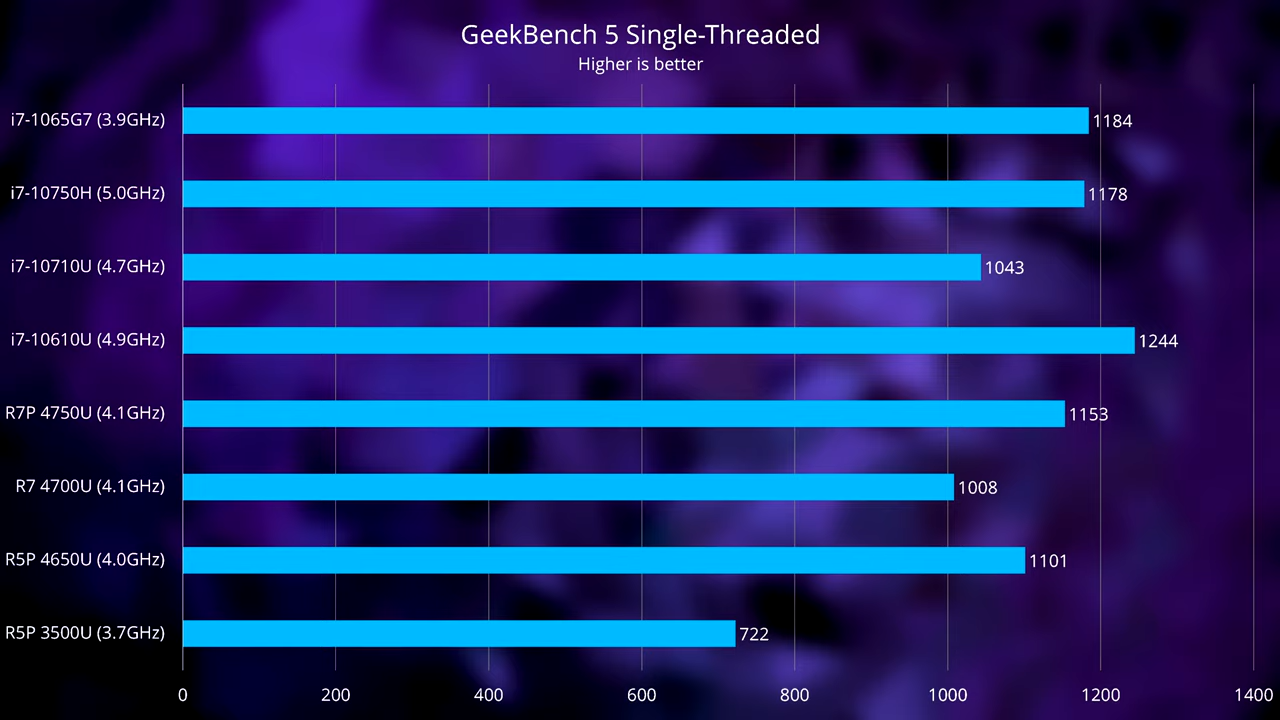 GeekBench 5 Single-Threaded
Higher is better
i7-1065G7 (3.9GHz) 1184
i7-10750H (5.0GHz) 1178
i7-10710U (4.7GHz) 1043
i7-10610U (4.9GHz) 1244
R7P 4750U (4.1GHz) 1153
R7 4700U (4.1GHz) 1008
R5P 4650U (4.0GHz) 1101
R5P 3500U (3.7GHz) 722
0 200 400 600 800 1000 1200 1400